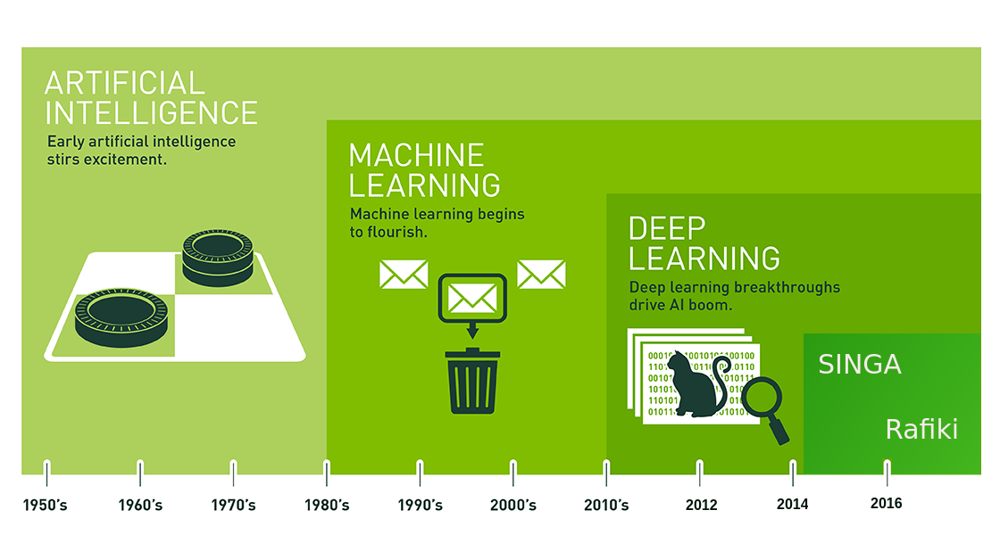 ARTIFICIAL
INTELLIGENCE
Early artificial intelligence
stirs excitement.
MACHINE
LEARNING
Machine learning begins
to flourish.
DEEP
LEARNING
Deep learning breakthroughs
drive AI boom.
SINGA
Rafiki
1950's
1960's
1970's
1980's
1990's
2000's
2010's
2012
2014
2016